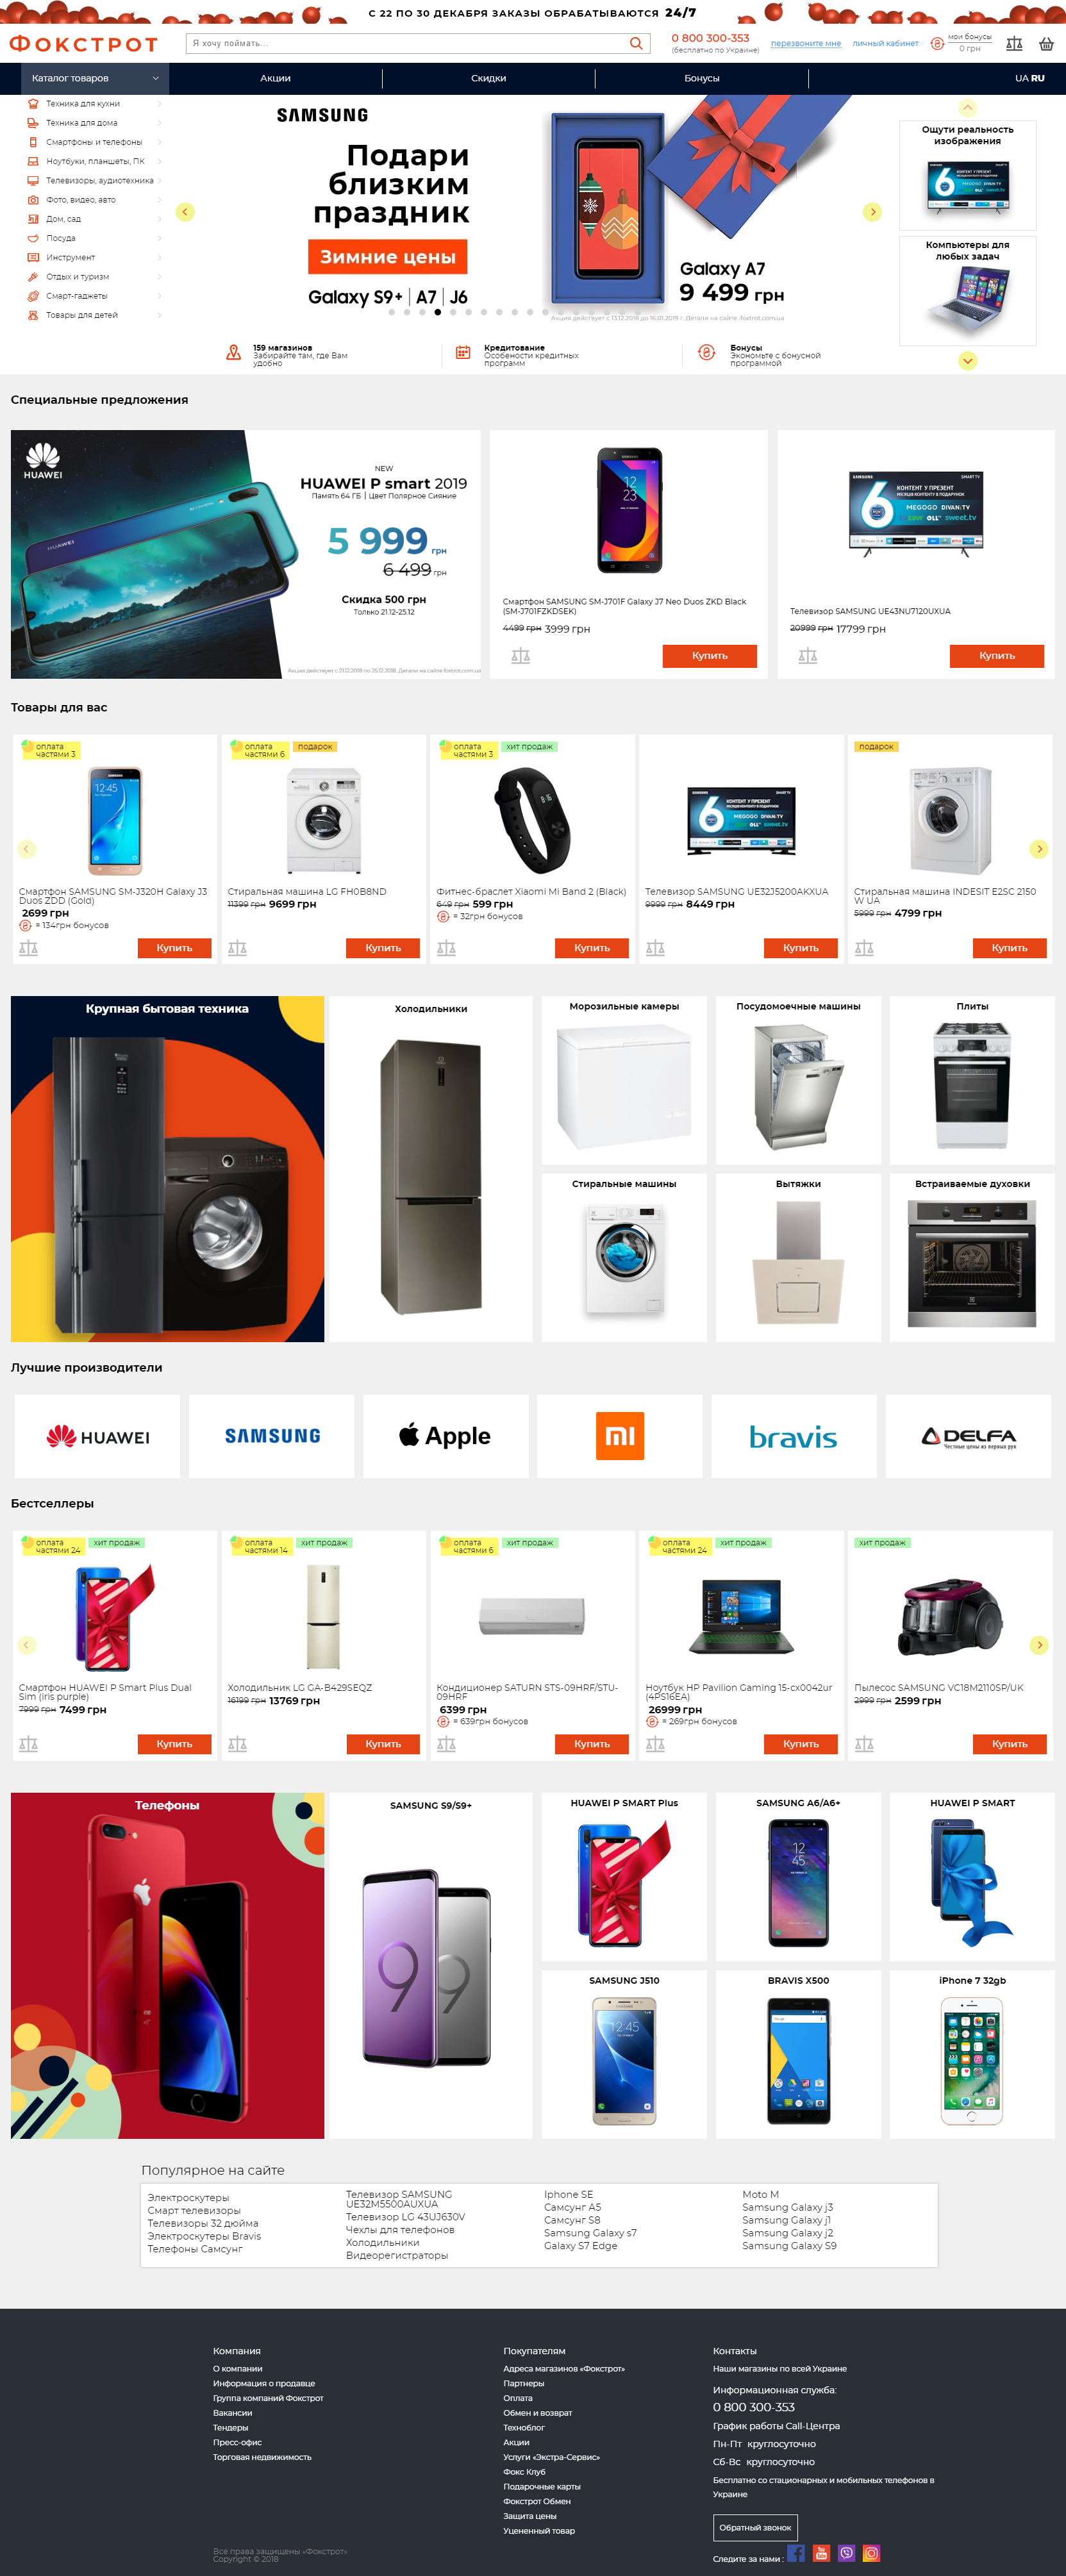 С 22 ПО 30 ДЕКАБРЯ ЗАКАЗЫ ОБРАБАТЫВАЮТСЯ 24/7
ФОКСТРОТ
Я хочу поймать...
0 800 300-353
(бесплатно по Украине)
перезвоните мне
личный кабинет
мои бонусы
0 грн
Каталог товаров
Акции
Скидки
Бонусы
UA RU
Техника для кухни
Техника для дома
Смартфоны и телефоны
Ноутбуки, планшеты, ПК
Телевизоры, аудиотехника
Фото, видео, авто
Дом, сад
Посуда
Инструмент
Отдых и туризм
Смарт-гаджеты
Товары для детей
SAMSUNG
Подари
близким
праздник
Зимние цены
Galaxy S9+ | A7 | J6
Galaxy A7
9 499 грн
Акция действует с 13.12.18 по 16.01.2019 г. Детали на сайте .foxtrot.com.ua
Ощути реальность
изображения
Компьютеры для
любых задач
159 магазинов
Забирайте там, где Вам
удобно
Кредитование
Особености кредитных
программ
Бонусы
Экономьте с бонусной
программой
Специальные предложения
HUAWEI
NEW
HUAWEI P smart 2019
Память 64 ГБ | Цвет Полярное Сияние
5 999 грн
6 499 грн
Скидка 500 грн
Только 21.12-25.12
Акция действует с 21.12.2018 по 25.12.2018. Детали на сайте foxtrot.com.ua
Смартфон SAMSUNG SM-J701F Galaxy J7 Neo Duos ZKD Black
(SM-J701FZKDSEK)
4499 грн 3999 грн
Купить
Телевизор SAMSUNG UE43NU7120UXUA
20999 грн 17799 грн
Купить
Товары для вас
оплата
частями 3
Смартфон SAMSUNG SM-J320H Galaxy J3
Duos ZDD (Gold)
2699 грн
= 134грн бонусов
Купить
оплата
частями 6
подарок
Стиральная машина LG FH0B8ND
11399 грн 9699 грн
Купить
оплата
частями 3
хит продаж
Фитнес-браслет Xiaomi Mi Band 2 (Black)
649 грн 599 грн
= 32грн бонусов
Купить
Телевизор SAMSUNG UE32J5200AKXUA
9999 грн 8449 грн
Купить
подарок
Стиральная машина INDESIT E2SC 2150
W UA
5999 грн 4799 грн
Купить
Крупная бытовая техника
Холодильники
Морозильные камеры
Посудомоечные машины
Плиты
Стиральные машины
Вытяжки
Встраиваемые духовки
Лучшие производители
HUAWEI
SAMSUNG
Apple
mi
bravis
DELFA
Честные цены из первых рук
Бестселлеры
оплата
частями 24
хит продаж
Смартфон HUAWEI P Smart Plus Dual
Sim (iris purple)
7999 грн 7499 грн
Купить
оплата
частями 14
хит продаж
Холодильник LG GA-B429SEQZ
16199 грн 13769 грн
Купить
оплата
частями 6
хит продаж
Кондиционер SATURN STS-09HRF/STU-
09HRF
6399 грн
= 639грн бонусов
Купить
оплата
частями 24
хит продаж
Ноутбук HP Pavilion Gaming 15-cx0042ur
(4PS16EA)
26999 грн
= 269грн бонусов
Купить
хит продаж
Пылесос SAMSUNG VC18M2110SP/UK
2999 грн 2599 грн
Купить
Телефоны
SAMSUNG S9/S9+
HUAWEI P SMART Plus
SAMSUNG A6/A6+
HUAWEI P SMART
SAMSUNG J510
BRAVIS X500
iPhone 7 32gb
Популярное на сайте
Электроскутеры
Смарт телевизоры
Телевизоры 32 дюйма
Электроскутеры Bravis
Телефоны Самсунг
Телевизор SAMSUNG
UE32M5500AUXUA
Телевизор LG 43UJ630V
Чехлы для телефонов
Холодильники
Видеорегистраторы
Iphone SE
Самсунг A5
Самсунг S8
Samsung Galaxy s7
Galaxy S7 Edge
Moto M
Samsung Galaxy j3
Samsung Galaxy j1
Samsung Galaxy j2
Samsung Galaxy S9
Компания
О компании
Информация о продавце
Группа компаний Фокстрот
Вакансии
Тендеры
Пресс-офис
Торговая недвижимость
Все права защищены «Фокстрот»
Copyright © 2018
Покупателям
Адреса магазинов «Фокстрот»
Партнеры
Оплата
Обмен и возврат
Техноблог
Акции
Услуги «Экстра-Сервис»
Фокс Клуб
Подарочные карты
Фокстрот Обмен
Защита цены
Уцененный товар
Контакты
Наши магазины по всей Украине
Информационная служба:
0 800 300-353
График работы Call-Центра
Пн-Пт круглосуточно
Сб-Вс круглосуточно
Бесплатно со стационарных и мобильных телефонов в
Украине
Обратный звонок
Следите за нами :